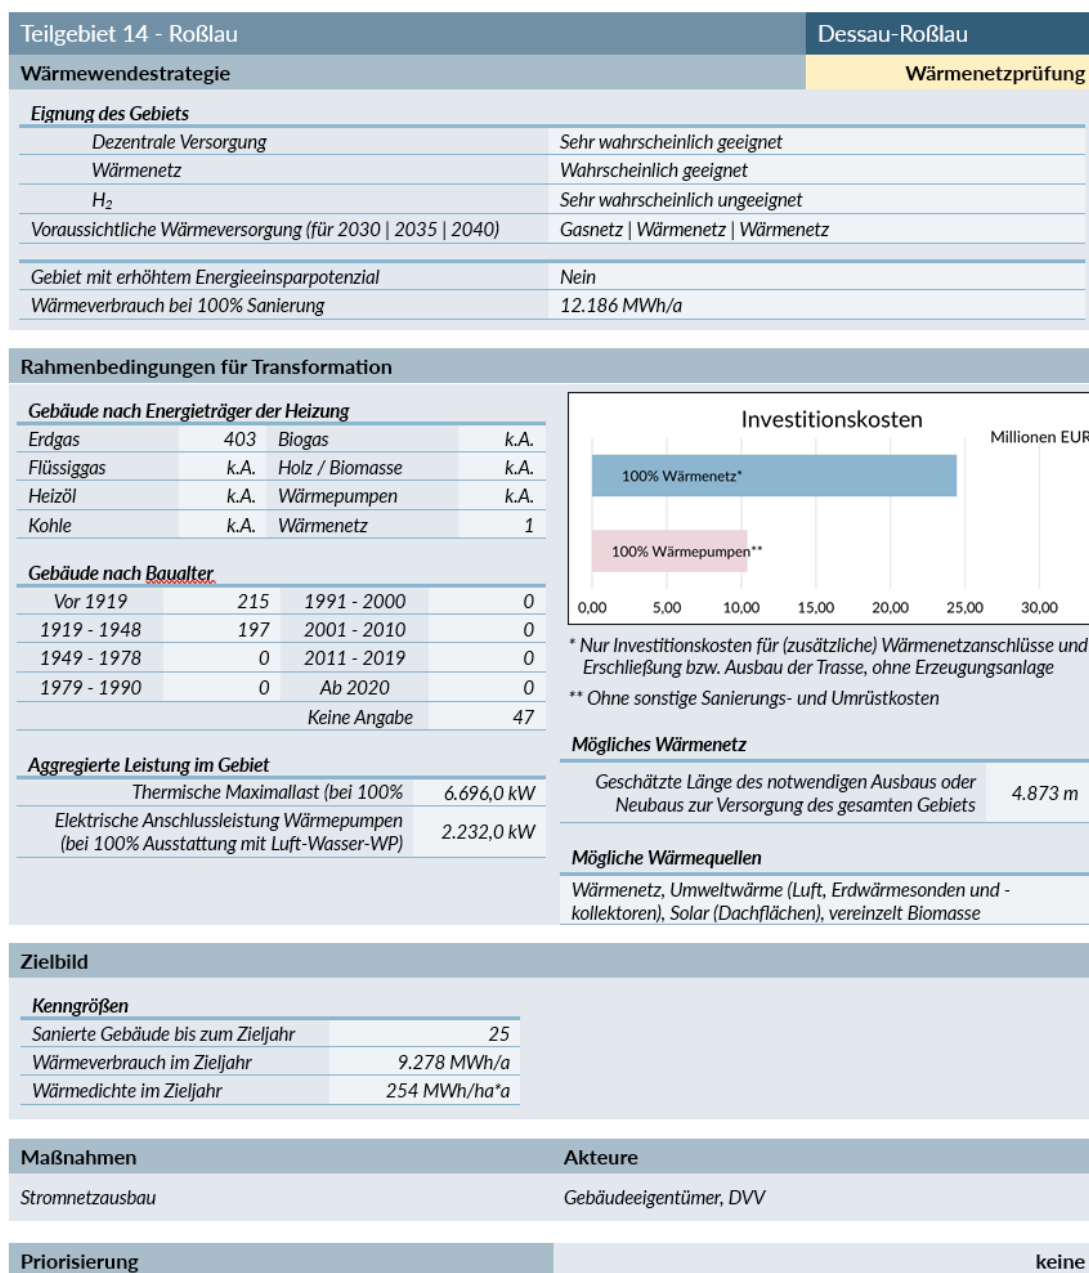 Teilgebiet 14 - Roßlau
Dessau-Roßlau
Wärmewendestrategie
Wärmenetzprüfung
Eignung des Gebiets
Dezentrale Versorgung Sehr wahrscheinlich geeignet
Wärmenetz Wahrscheinlich geeignet
H₂ Sehr wahrscheinlich ungeeignet
Voraussichtliche Wärmeversorgung (für 2030 | 2035 | 2040) Gasnetz | Wärmenetz | Wärmenetz
Gebiet mit erhöhtem Energieeinsparpotenzial Nein
Wärmeverbrauch bei 100% Sanierung 12.186 MWh/a
Rahmenbedingungen für Transformation
Gebäude nach Energieträger der Heizung
Erdgas 403 Biogas k.A.
Flüssiggas k.A. Holz / Biomasse k.A.
Heizöl k.A. Wärmepumpen k.A.
Kohle k.A. Wärmenetz 1
Gebäude nach Baualter
Vor 1919 215 1991 - 2000 0
1919 - 1948 197 2001 - 2010 0
1949 - 1978 0 2011 - 2019 0
1979 - 1990 0 Ab 2020 0
Keine Angabe 47
Aggregierte Leistung im Gebiet
Thermische Maximallast (bei 100% 6.696,0 kW
Elektrische Anschlussleistung Wärmepumpen
(bei 100% Ausstattung mit Luft-Wasser-WP) 2.232,0 kW
Investitionskosten
Millionen EUR
100% Wärmenetz*
100% Wärmepumpen**
0,00 5,00 10,00 15,00 20,00 25,00 30,00
* Nur Investitionskosten für (zusätzliche) Wärmenetzanschlüsse und
Erschließung bzw. Ausbau der Trasse, ohne Erzeugungsanlage
** Ohne sonstige Sanierungs- und Umrüstkosten
Mögliches Wärmenetz
Geschätzte Länge des notwendigen Ausbaus oder
Neubaus zur Versorgung des gesamten Gebiets 4.873 m
Mögliche Wärmequellen
Wärmenetz, Umweltwärme (Luft, Erdwärmesonden und -
kollektoren), Solar (Dachflächen), vereinzelt Biomasse
Zielbild
Kenngrößen
Sanierte Gebäude bis zum Zieljahr 25
Wärmeverbrauch im Zieljahr 9.278 MWh/a
Wärmedichte im Zieljahr 254 MWh/ha*a
Maßnahmen Akteure
Stromnetzausbau Gebäudeeigentümer, DVV
Priorisierung keine